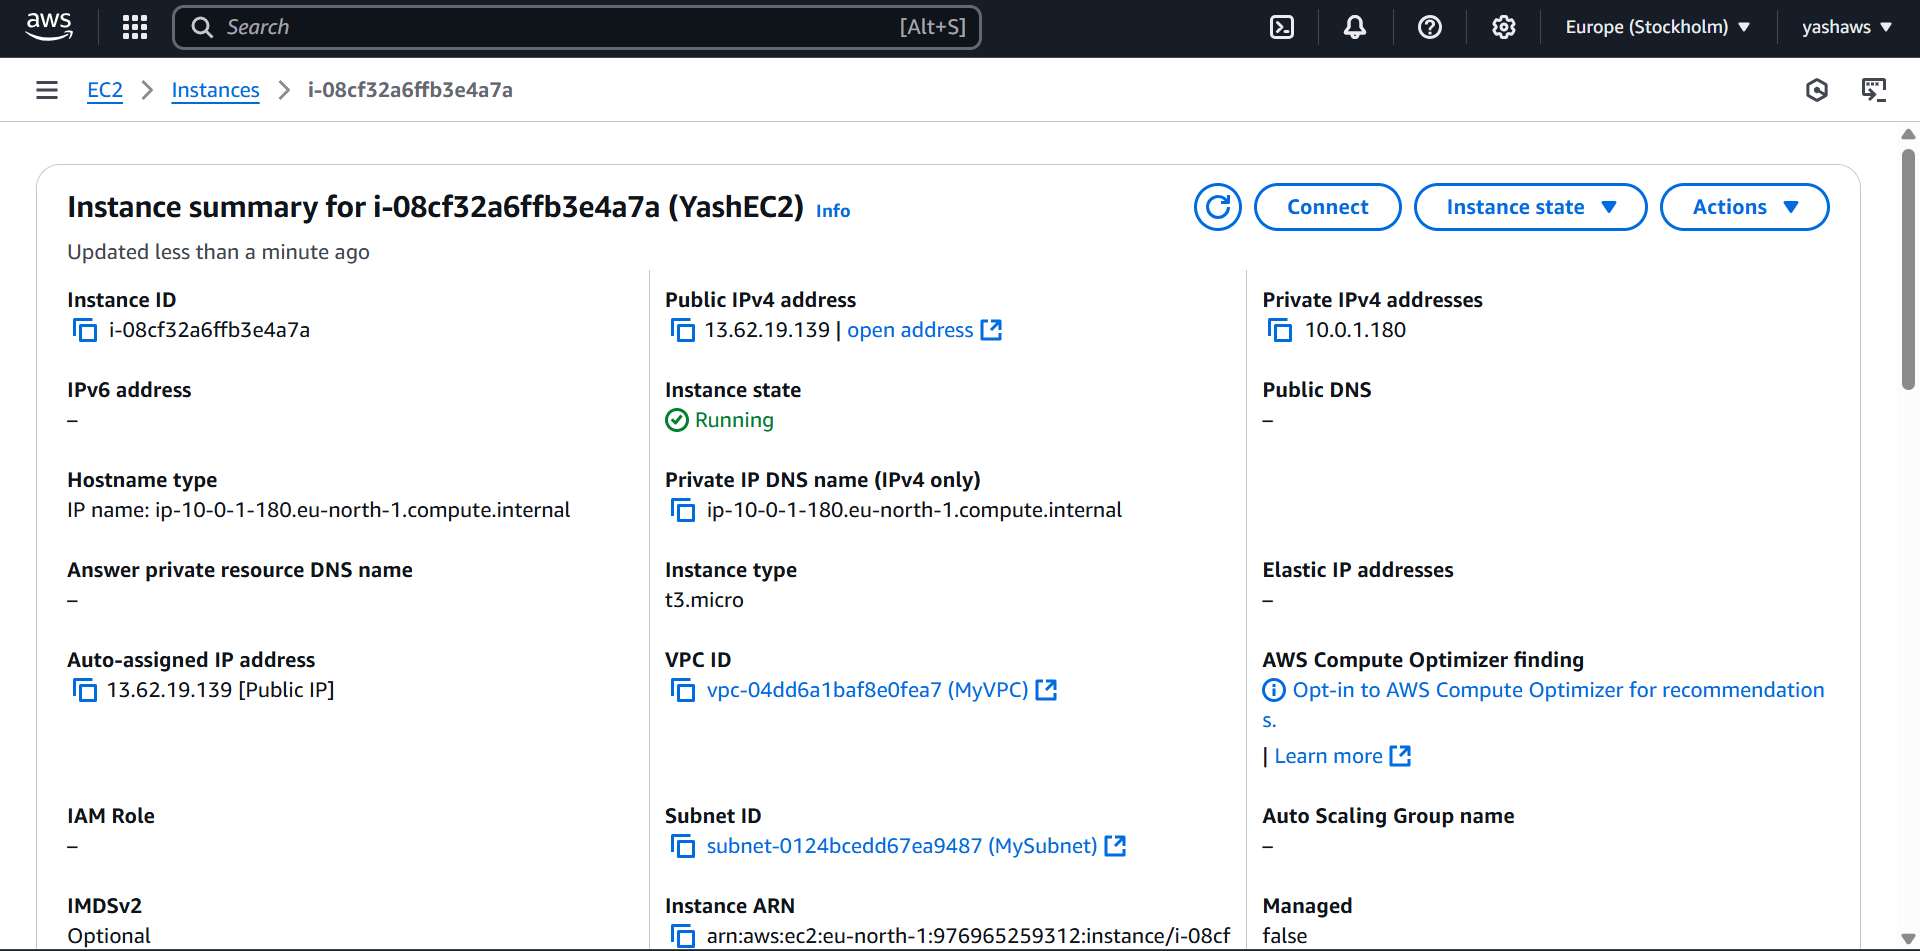 aws
Search [Alt+S]
Europe (Stockholm)
yashaws
EC2
Instances
i-08cf32a6ffb3e4a7a
Instance summary for i-08cf32a6ffb3e4a7a (YashEC2) Info
Updated less than a minute ago
Connect
Instance state
Actions
Instance ID
i-08cf32a6ffb3e4a7a
Public IPv4 address
13.62.19.139 | open address
Private IPv4 addresses
10.0.1.180
IPv6 address
–
Instance state
Running
Public DNS
–
Hostname type
IP name: ip-10-0-1-180.eu-north-1.compute.internal
Private IP DNS name (IPv4 only)
ip-10-0-1-180.eu-north-1.compute.internal
Answer private resource DNS name
–
Instance type
t3.micro
Elastic IP addresses
–
Auto-assigned IP address
13.62.19.139 [Public IP]
VPC ID
vpc-04dd6a1baf8e0fea7 (MyVPC)
AWS Compute Optimizer finding
Opt-in to AWS Compute Optimizer for recommendation
s.
| Learn more
IAM Role
–
Subnet ID
subnet-0124bcedd67ea9487 (MySubnet)
Auto Scaling Group name
–
IMDSv2
Optional
Instance ARN
arn:aws:ec2:eu-north-1:976965259312:instance/i-08cf
Managed
false